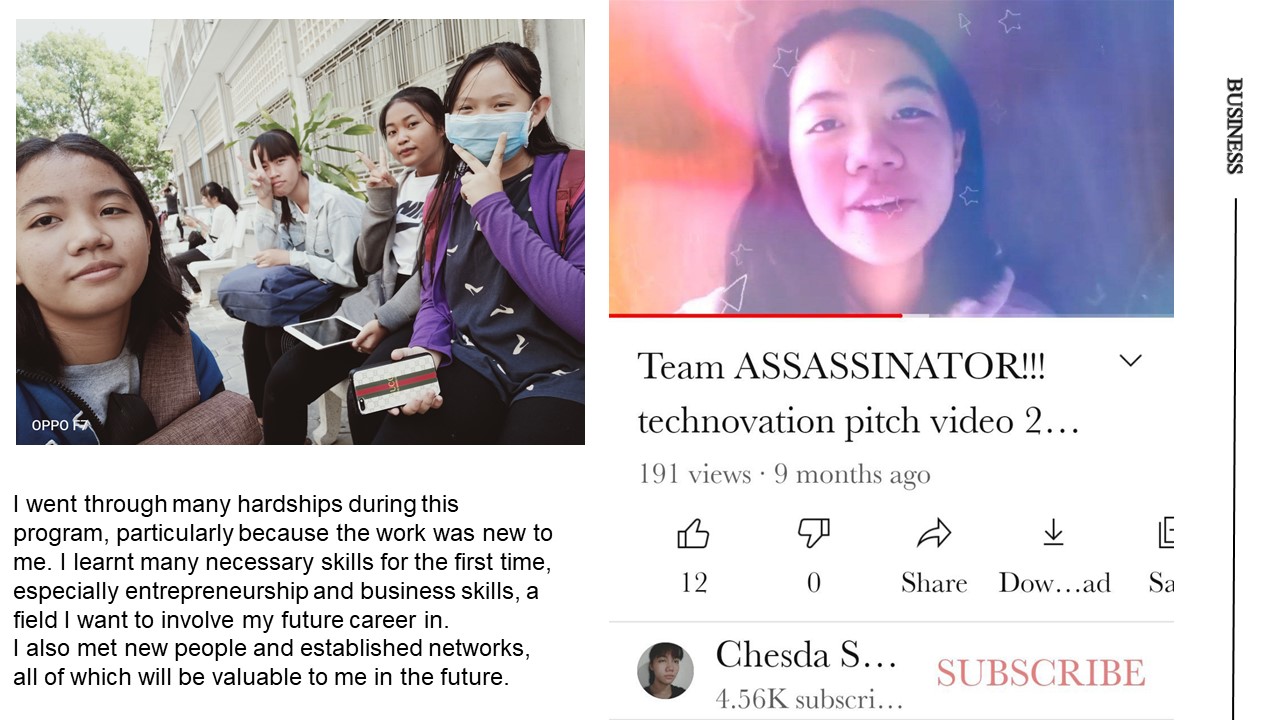 OPPO F7
I went through many hardships during this
program, particularly because the work was new to
me. I learnt many necessary skills for the first time,
especially entrepreneurship and business skills, a
field I want to involve my future career in.
I also met new people and established networks,
all of which will be valuable to me in the future.
Team ASSASSINATOR!!!
technovation pitch video 2…
191 views · 9 months ago
12
0
Share
Dow…ad
Sa
Chesda S…
4.56K subscri…
SUBSCRIBE
BUSINESS